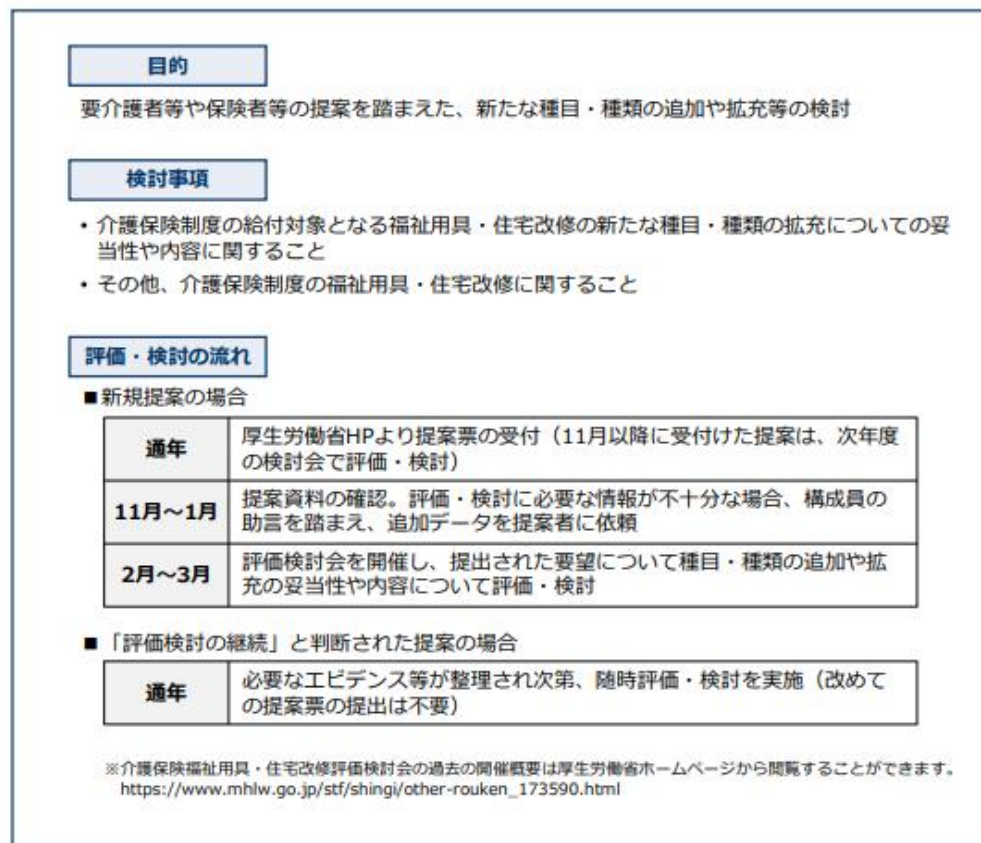 目的
要介護者等や保険者等の提案を踏まえた、新たな種目・種類の追加や拡充等の検討
検討事項
・介護保険制度の給付対象となる福祉用具・住宅改修の新たな種目・種類の拡充についての妥
当性や内容に関すること
・その他、介護保険制度の福祉用具・住宅改修に関すること
評価・検討の流れ
■新規提案の場合
通年
厚生労働省HPより提案票の受付（11月以降に受付けた提案は、次年度
の検討会で評価・検討）
11月～1月
提案資料の確認。評価・検討に必要な情報が不十分な場合、構成員の
助言を踏まえ、追加データを提案者に依頼
2月～3月
評価検討会を開催し、提出された要望について種目・種類の追加や拡
充の妥当性や内容について評価・検討
■「評価検討の継続」と判断された提案の場合
通年
必要なエビデンス等が整理され次第、随時評価・検討を実施（改めて
の提案票の提出は不要）
※介護保険福祉用具・住宅改修評価検討会の過去の開催概要は厚生労働省ホームページから閲覧することができます。
https://www.mhlw.go.jp/stf/shingi/other-rouken_173590.html